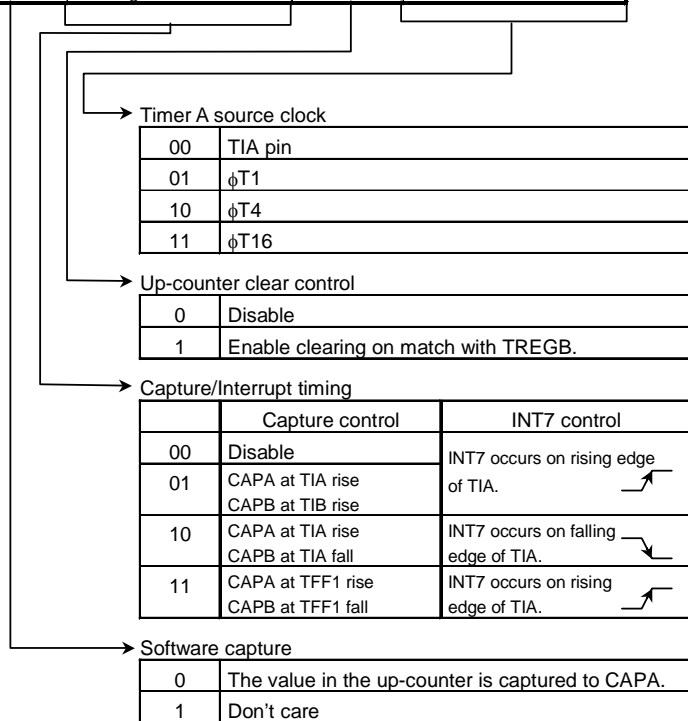 Timer A source clock
00 TIA pin
01 ϕT1
10 ϕT4
11 ϕT16
Up-counter clear control
0 Disable
1 Enable clearing on match with TREGB.
Capture/Interrupt timing
Capture control INT7 control
00 Disable INT7 occurs on rising edge
01 CAPA at TIA rise of TIA.
CAPB at TIB rise
10 CAPA at TIA rise INT7 occurs on falling
CAPB at TIA fall edge of TIA.
11 CAPA at TFF1 rise INT7 occurs on rising
CAPB at TFF1 fall edge of TIA.
Software capture
0 The value in the up-counter is captured to CAPA.
1 Don't care